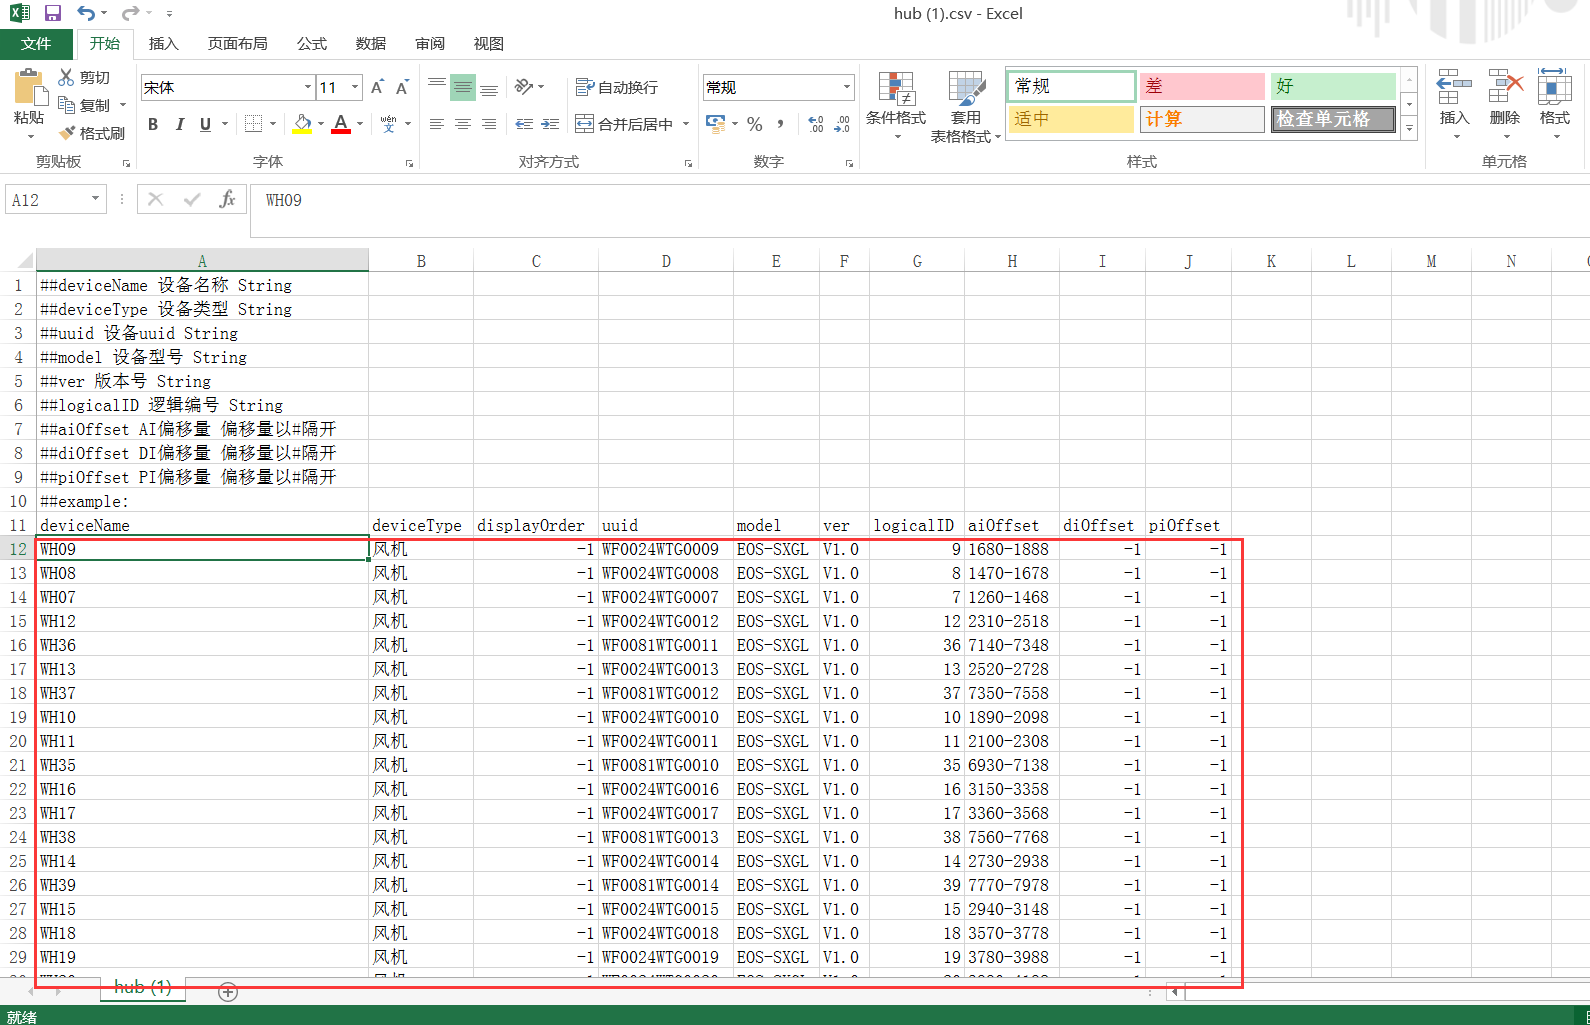 hub (1).csv - Excel
文件 开始 插入 页面布局 公式 数据 审阅 视图
剪切
复制
格式刷
粘贴
剪贴板
宋体 11
B I U A wén 文
字体
自动换行
合并后居中
对齐方式
常规
%
数字
条件格式
套用
表格格式
常规 差 好
适中 计算 检查单元格
样式
插入 删除 格式
单元格
A12 fx WH09
A B C D E F G H I J K L M N
1 ##deviceName 设备名称 String
2 ##deviceType 设备类型 String
3 ##uuid 设备uuid String
4 ##model 设备型号 String
5 ##ver 版本号 String
6 ##logicalID 逻辑编号 String
7 ##aiOffset AI偏移量 偏移量以#隔开
8 ##diOffset DI偏移量 偏移量以#隔开
9 ##piOffset PI偏移量 偏移量以#隔开
10 ##example:
11 deviceName deviceType displayOrder uuid model ver logicalID aiOffset diOffset piOffset
12 WH09 风机 -1 WF0024WTG0009 EOS-SXGL V1.0 9 1680-1888 -1 -1
13 WH08 风机 -1 WF0024WTG0008 EOS-SXGL V1.0 8 1470-1678 -1 -1
14 WH07 风机 -1 WF0024WTG0007 EOS-SXGL V1.0 7 1260-1468 -1 -1
15 WH12 风机 -1 WF0024WTG0012 EOS-SXGL V1.0 12 2310-2518 -1 -1
16 WH36 风机 -1 WF0081WTG0011 EOS-SXGL V1.0 36 7140-7348 -1 -1
17 WH13 风机 -1 WF0024WTG0013 EOS-SXGL V1.0 13 2520-2728 -1 -1
18 WH37 风机 -1 WF0081WTG0012 EOS-SXGL V1.0 37 7350-7558 -1 -1
19 WH10 风机 -1 WF0024WTG0010 EOS-SXGL V1.0 10 1890-2098 -1 -1
20 WH11 风机 -1 WF0024WTG0011 EOS-SXGL V1.0 11 2100-2308 -1 -1
21 WH35 风机 -1 WF0081WTG0010 EOS-SXGL V1.0 35 6930-7138 -1 -1
22 WH16 风机 -1 WF0024WTG0016 EOS-SXGL V1.0 16 3150-3358 -1 -1
23 WH17 风机 -1 WF0024WTG0017 EOS-SXGL V1.0 17 3360-3568 -1 -1
24 WH38 风机 -1 WF0081WTG0013 EOS-SXGL V1.0 38 7560-7768 -1 -1
25 WH14 风机 -1 WF0024WTG0014 EOS-SXGL V1.0 14 2730-2938 -1 -1
26 WH39 风机 -1 WF0081WTG0014 EOS-SXGL V1.0 39 7770-7978 -1 -1
27 WH15 风机 -1 WF0024WTG0015 EOS-SXGL V1.0 15 2940-3148 -1 -1
28 WH18 风机 -1 WF0024WTG0018 EOS-SXGL V1.0 18 3570-3778 -1 -1
29 WH19 风机 -1 WF0024WTG0019 EOS-SXGL V1.0 19 3780-3988 -1 -1
hub (1)
就绪